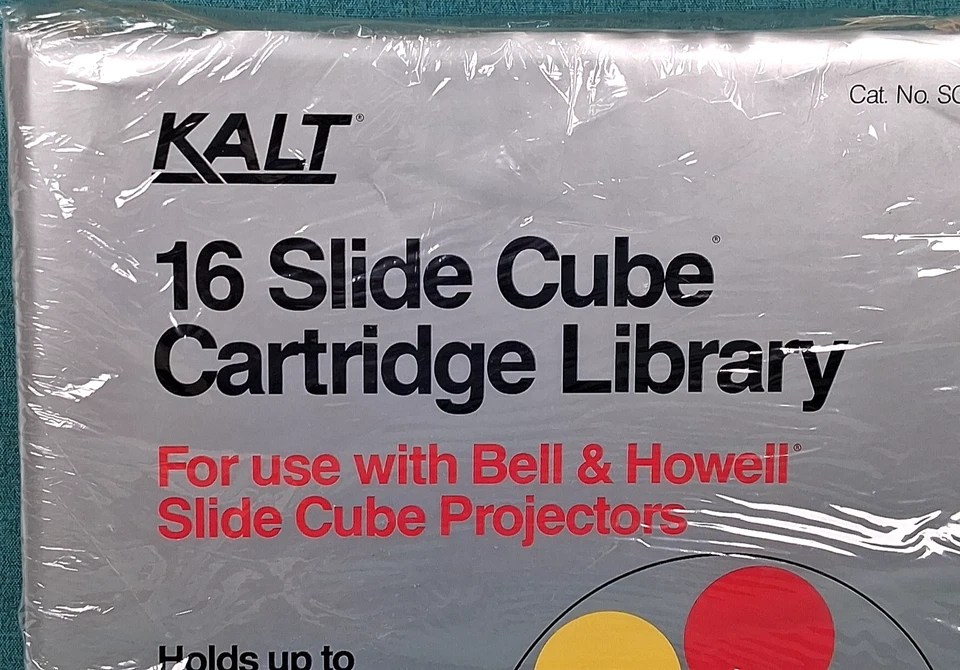 Cat. No.
KALT®
16 Slide Cube®
Cartridge Library
For use with Bell & Howell®
Slide Cube Projectors
Holds up to